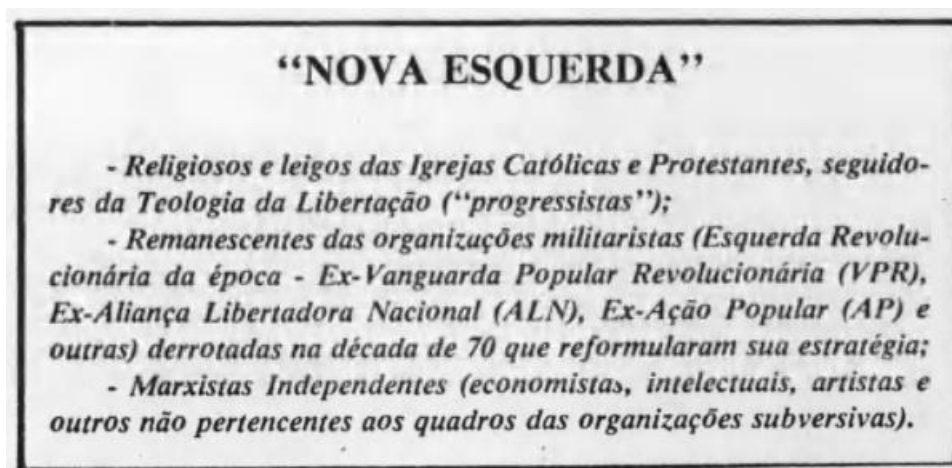 “NOVA ESQUERDA”
- Religiosos e leigos das Igrejas Católicas e Protestantes, seguido-
res da Teologia da Libertação (“progressistas”);
- Remanescentes das organizações militaristas (Esquerda Revolu-
cionária da época - Ex-Vanguarda Popular Revolucionária (VPR),
Ex-Aliança Libertadora Nacional (ALN), Ex-Ação Popular (AP) e
outras) derrotadas na década de 70 que reformularam sua estratégia;
- Marxistas Independentes (economistas, intelectuais, artistas e
outros não pertencentes aos quadros das organizações subversivas).